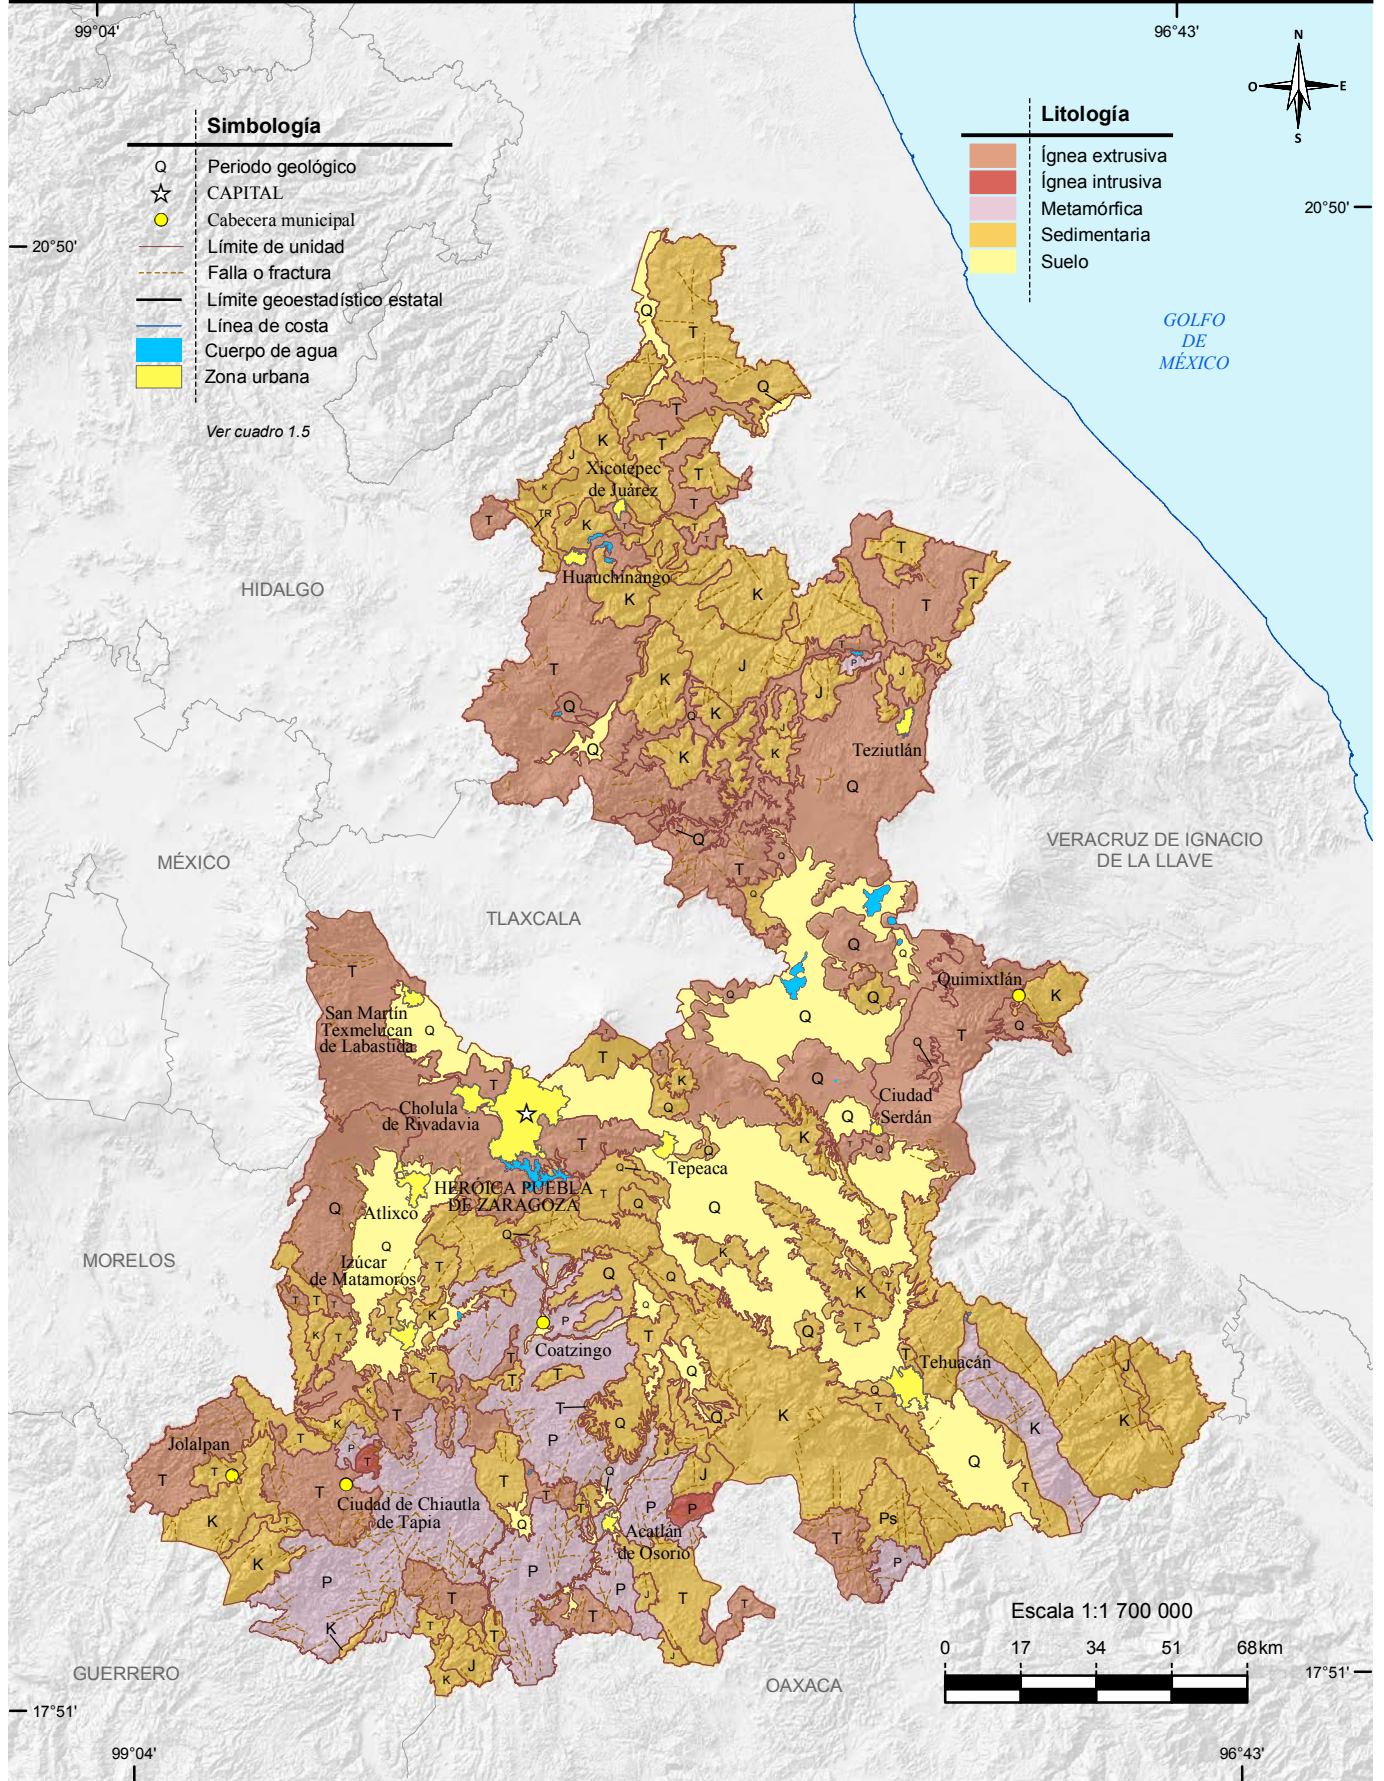 99°04'
96°43'
N
O
E
S
Simbología
Q Periodo geológico
CAPITAL
Cabecera municipal
Límite de unidad
Falla o fractura
Límite geoestadístico estatal
Línea de costa
Cuerpo de agua
Zona urbana
Ver cuadro 1.5
Litología
Ígnea extrusiva
Ígnea intrusiva
Metamórfica
Sedimentaria
Suelo
20°50'
20°50'
GOLFO
DE
MÉXICO
Q
T
Q
T
K
T
J
Xicotepec
de Juárez
T
K
T
TR
K
T
T
T
T
T
Huauchinango
K
K
T
T
T
HIDALGO
J
K
T
P
J
J
K
T
Q
Q
K
J
Q
K
K
Teziutlán
Q
Q
T
Q
Q
MÉXICO
TLAXCALA
VERACRUZ DE IGNACIO
DE LA LLAVE
Q
Q
T
Q
Q
Quimixtlán
K
Q
Q
T
Q
San Martín
Texmelucan
de Labastida
Q
T
T
K
Q
Q
T
Cholula
de Rivadavia
Ciudad
Serdán
Q
T
K
T
Q
Q
Tepeaca
Q
HERÓICA PUEBLA
DE ZARAGOZA
T
Q
Q
Q
Atlixco
Q
Q
K
MORELOS
Izúcar
de Matamoros
T
Q
Q
K
T
T
T
T
T
K
T
P
Q
T
Q
T
K
T
Coatzingo
T
T
Tehuacán
T
T
T
Q
J
K
T
T
Q
Q
K
Q
T
K
K
K
T
P
P
J
Q
Jolalpan
T
T
T
T
T
Q
J
P
P
T
T
Ciudad de Chiautla
de Tapia
Q
Acatlán
de Osorio
Ps
T
P
K
K
P
P
P
T
T
J
T
T
K
T
J
K
J
GUERRERO
OAXACA
Escala 1:1 700 000
0 17 34 51 68 km
17°51'
17°51'
99°04'
96°43'